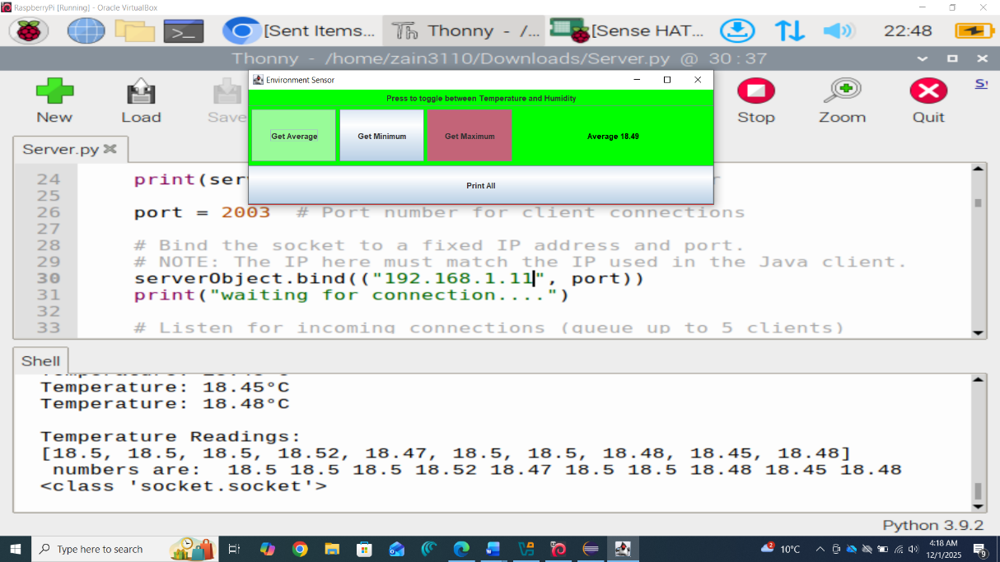 RaspberryPi [Running] - Oracle VirtualBox
[Sent Items... Thonny - /... [Sense HAT... 22:48
Thonny - /home/zain3110/Downloads/Server.py @ 30:37
Environment Sensor
Press to toggle between Temperature and Humidity
Get Average Get Minimum Get Maximum Average 18.49
Print All
New Load Save Stop Zoom Quit
Server.py
24 print(ser
25
26 port = 2003 # Port number for client connections
27
28 # Bind the socket to a fixed IP address and port.
29 # NOTE: The IP here must match the IP used in the Java client.
30 serverObject.bind(("192.168.1.11", port))
31 print("waiting for connection....")
32
33 # Listen for incoming connections (queue up to 5 clients)
Shell
Temperature: 18.45°C
Temperature: 18.48°C
Temperature Readings:
[18.5, 18.5, 18.5, 18.52, 18.47, 18.5, 18.5, 18.48, 18.45, 18.48]
numbers are: 18.5 18.5 18.5 18.52 18.47 18.5 18.5 18.48 18.45 18.48
<class 'socket.socket'>
Python 3.9.2
Type here to search
2
10°C
4:18 AM
12/1/2025
9